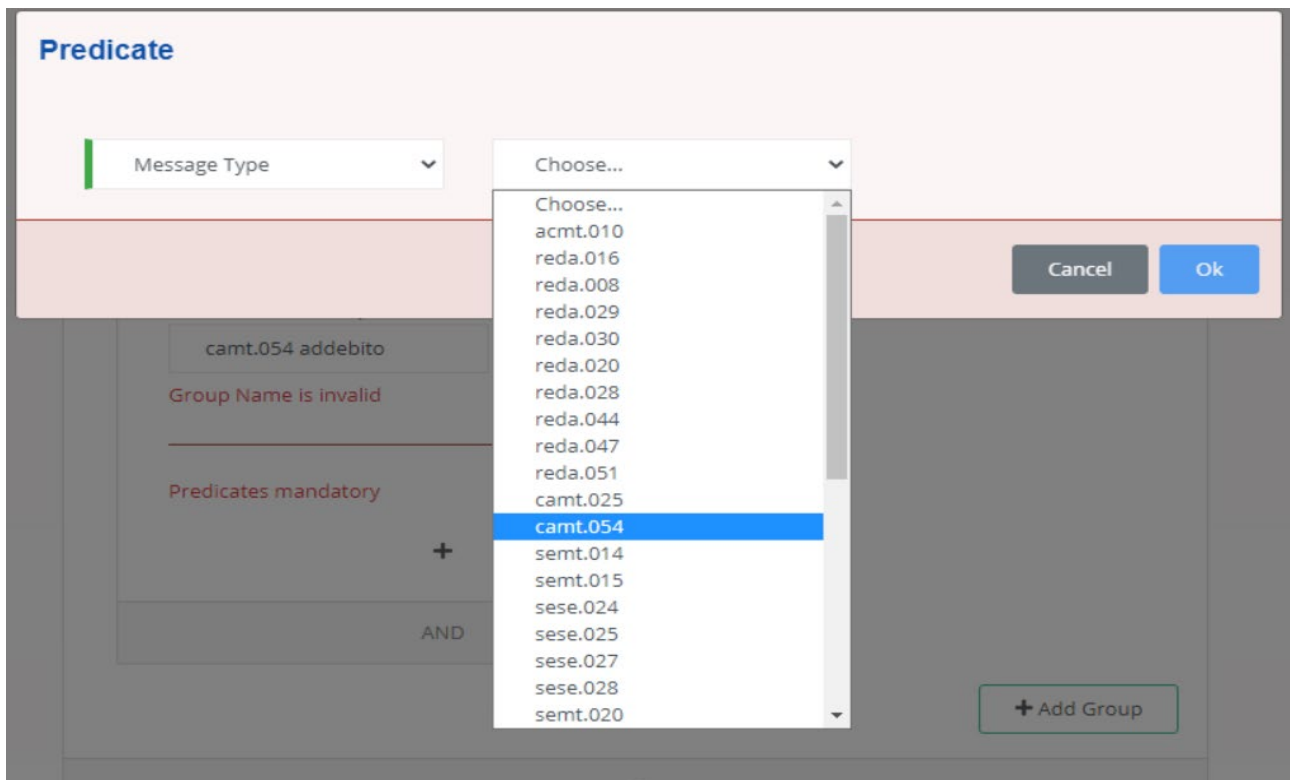 Predicate
Message Type
Choose...
Choose...
acmt.010
reda.016
reda.008
reda.029
reda.030
reda.020
reda.028
reda.044
reda.047
reda.051
camt.025
camt.054
semt.014
semt.015
sese.024
sese.025
sese.027
sese.028
semt.020
Cancel Ok
camt.054 addebito
Group Name is invalid
Predicates mandatory
+
AND
+ Add Group